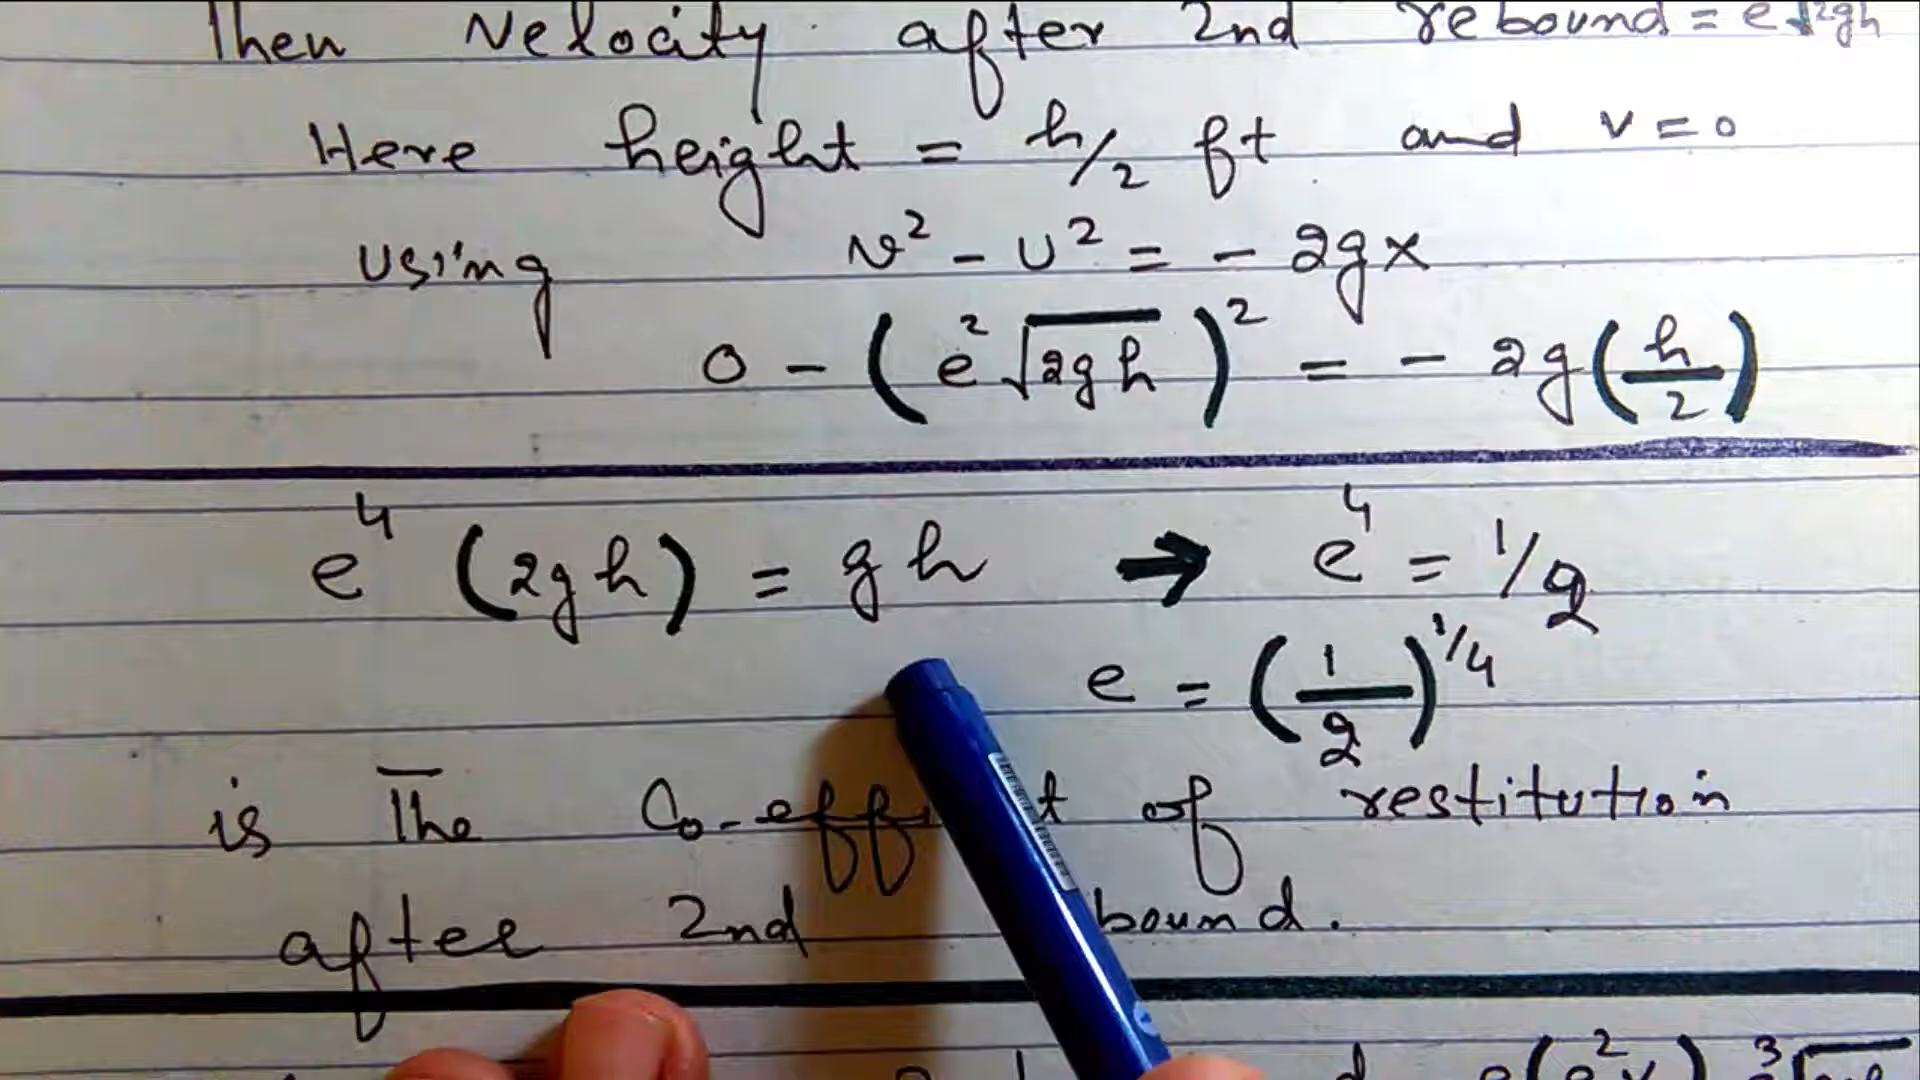 Then Velocity after 2nd rebound = e√2gh
Here height = h/2 ft and v = 0
using v² - u² = - 2gx
0 - (e²√2gh)² = - 2g(h/2)
e⁴ (2gh) = gh → e⁴ = 1/2
e = (1/2)^1/4
is The Co-effi t of restitution
after 2nd bound.